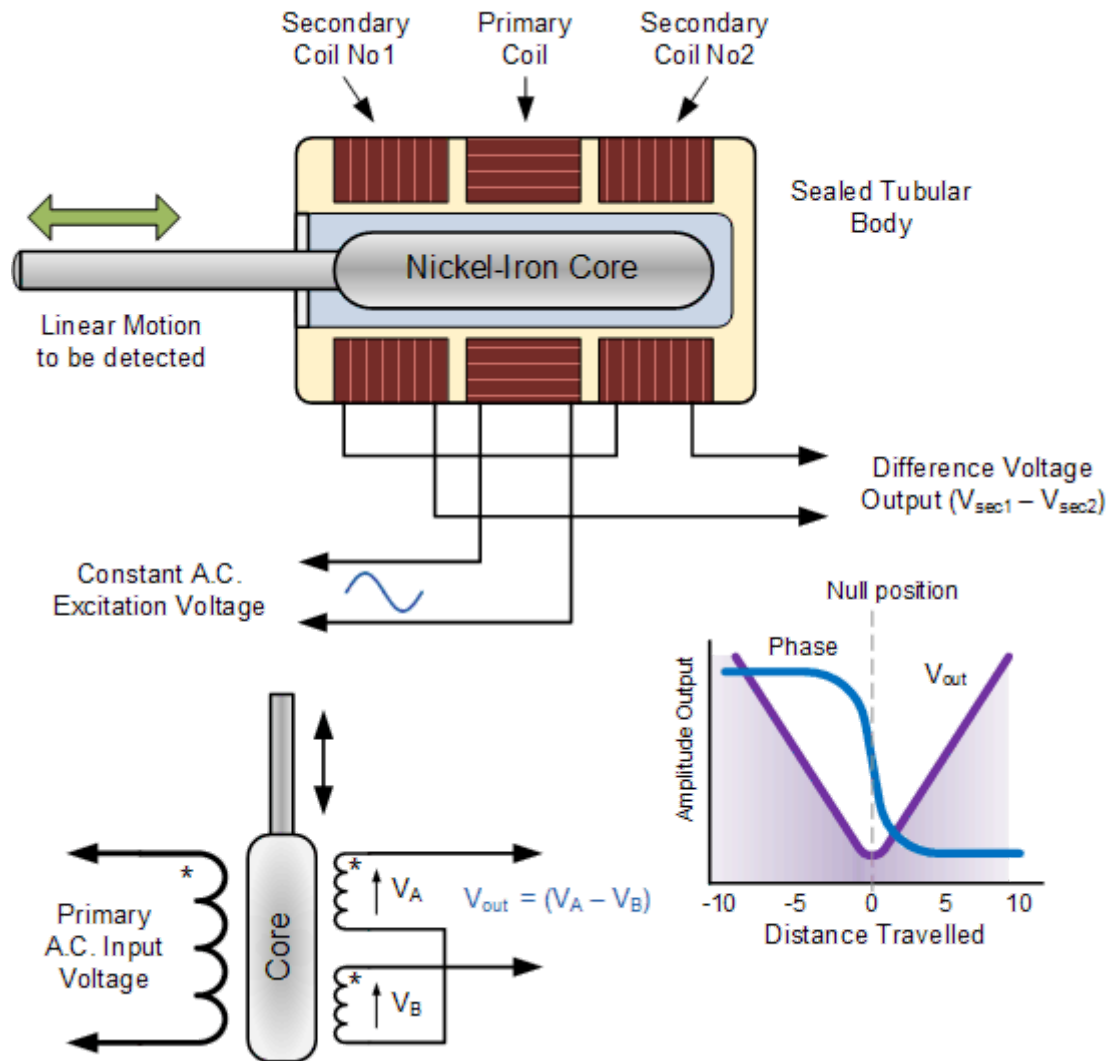 Secondary
Coil No1
Primary
Coil
Secondary
Coil No2
Sealed Tubular
Body
Nickel-Iron Core
Linear Motion
to be detected
Difference Voltage
Output (Vsec1 – Vsec2)
Constant A.C.
Excitation Voltage
Null position
Phase
Vout
Amplitude Output
-10 -5 0 5 10
Distance Travelled
*
Primary
A.C. Input
Voltage
Core
*
VA
Vout = (VA – VB)
*
VB